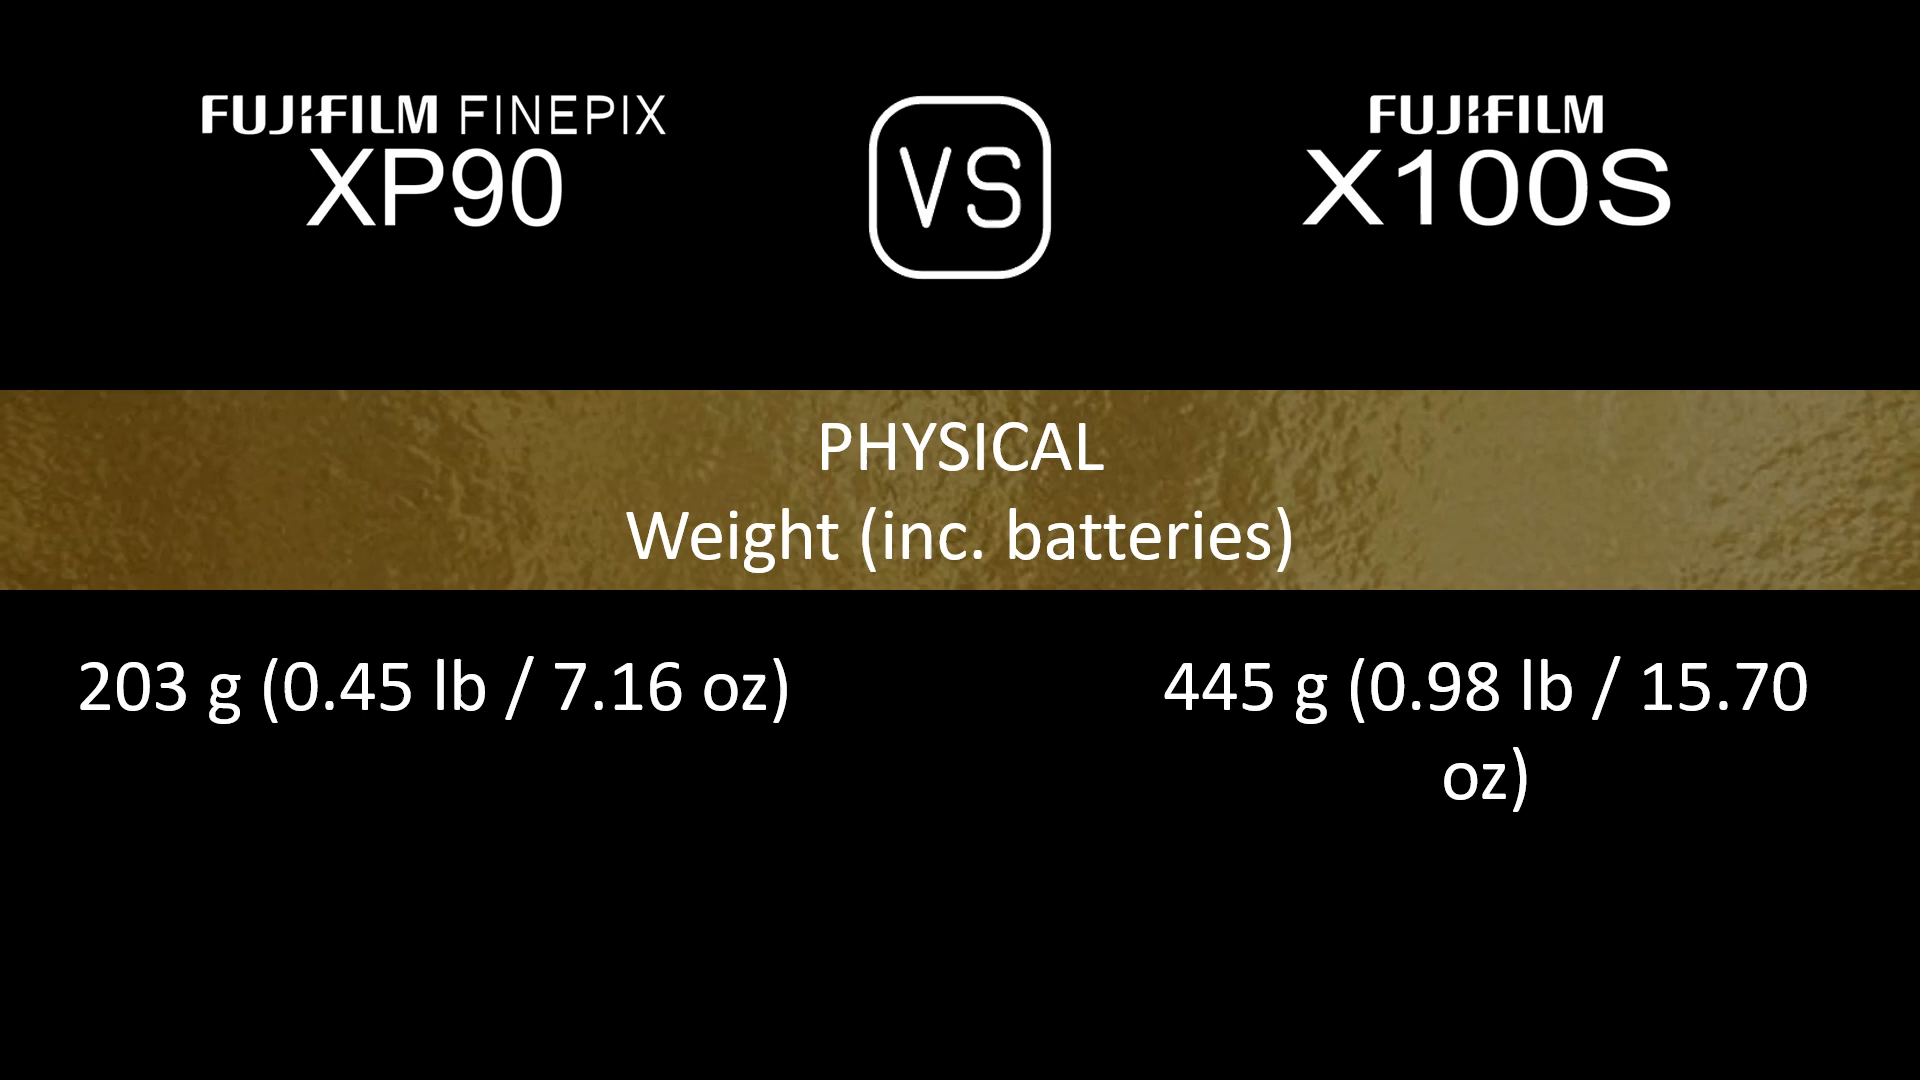 FUJIFILM FINEPIX
XP90
VS
FUJIFILM
X100S
PHYSICAL
Weight (inc. batteries)
203 g (0.45 lb / 7.16 oz)
445 g (0.98 lb / 15.70
oz)